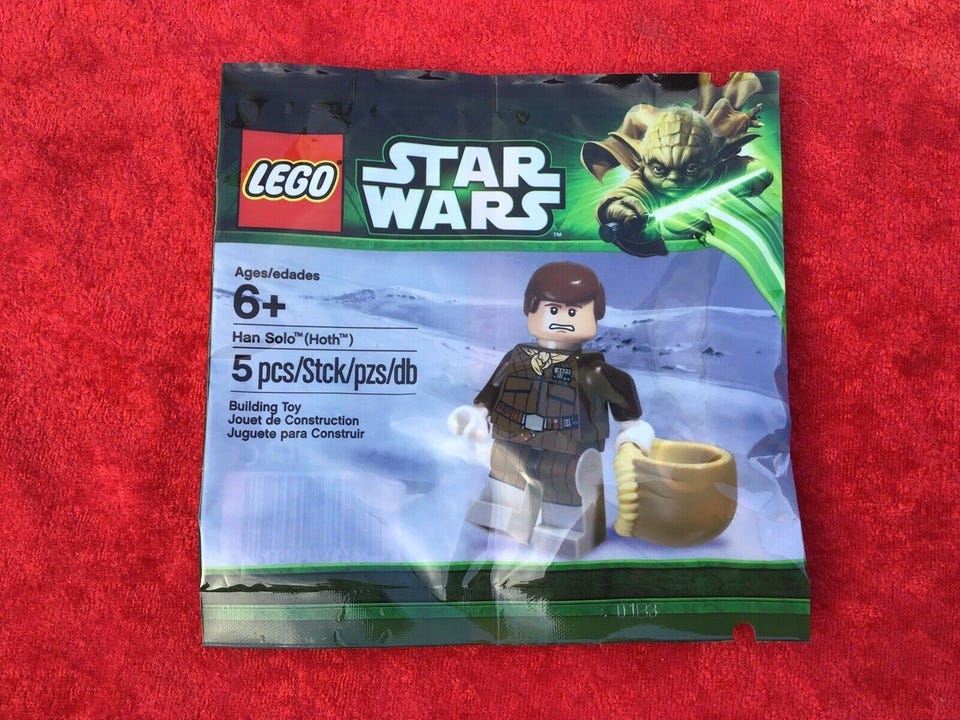 LEGO
STAR
WARS™
Ages/edades
6+
Han Solo™(Hoth™)
5 pcs/Stck/pzs/db
Building Toy
Jouet de Construction
Juguete para Construir